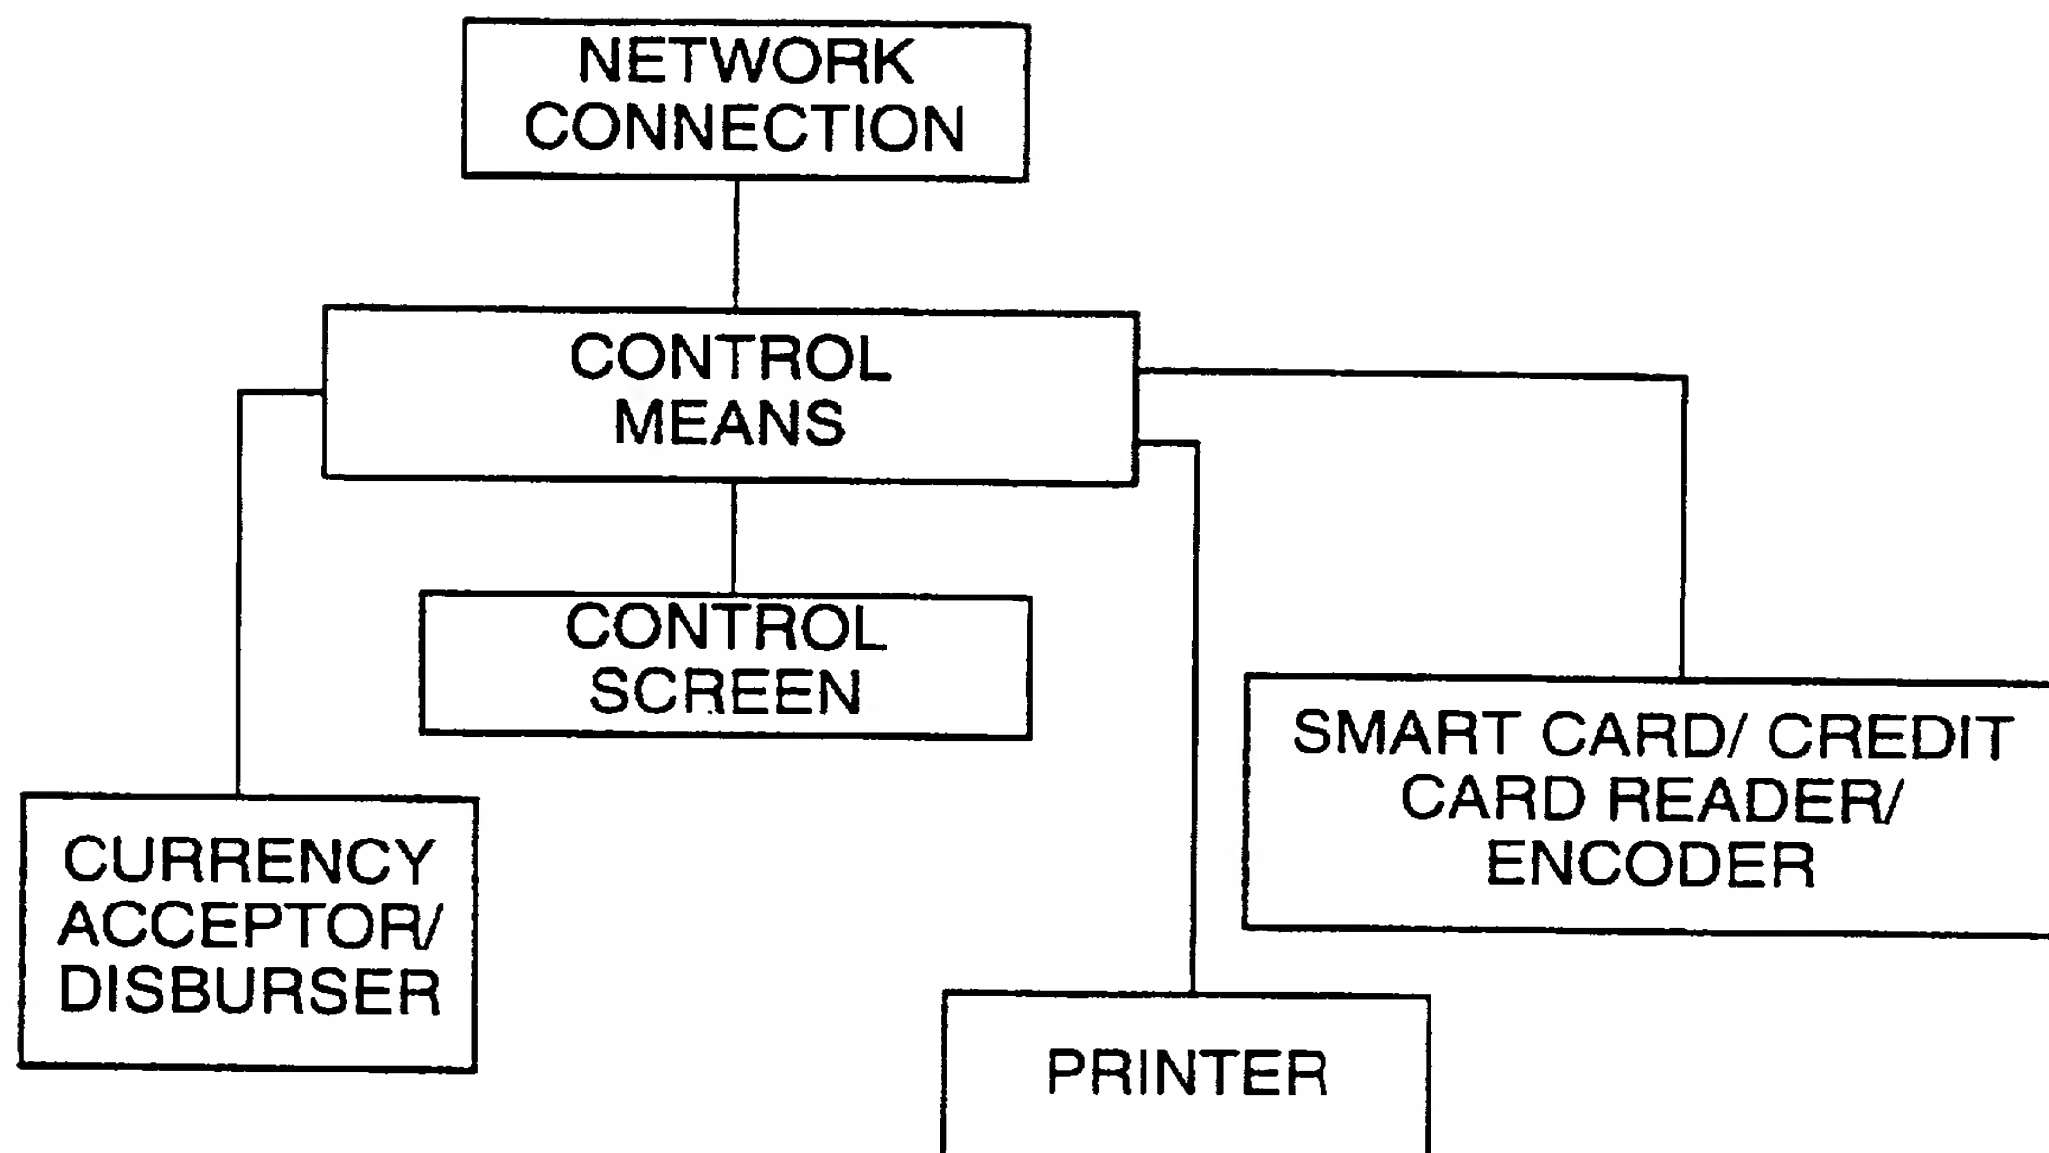 NETWORK
CONNECTION
CONTROL
MEANS
CONTROL
SCREEN
SMART CARD/ CREDIT
CARD READER/
ENCODER
CURRENCY
ACCEPTOR/
DISBURSER
PRINTER